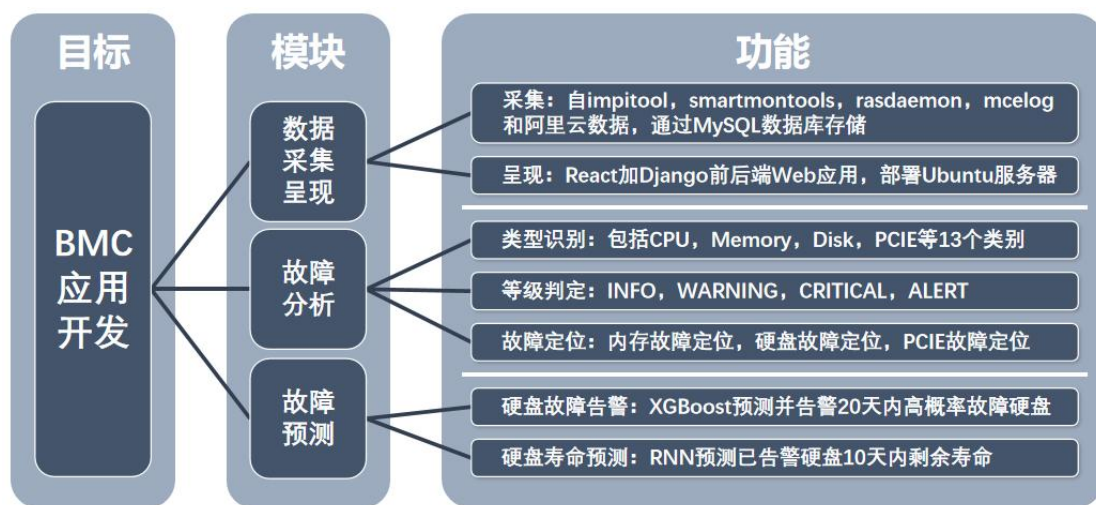 目标
模块
功能
BMC
应用
开发
数据
采集
呈现
采集：自impitool，smartmontools，rasdaemon，mcelog
和阿里云数据，通过MySQL数据库存储
呈现：React加Django前后端Web应用，部署Ubuntu服务器
故障
分析
类型识别：包括CPU，Memory，Disk，PCIE等13个类别
等级判定：INFO，WARNING，CRITICAL，ALERT
故障定位：内存故障定位，硬盘故障定位，PCIE故障定位
故障
预测
硬盘故障告警：XGBoost预测并告警20天内高概率故障硬盘
硬盘寿命预测：RNN预测已告警硬盘10天内剩余寿命